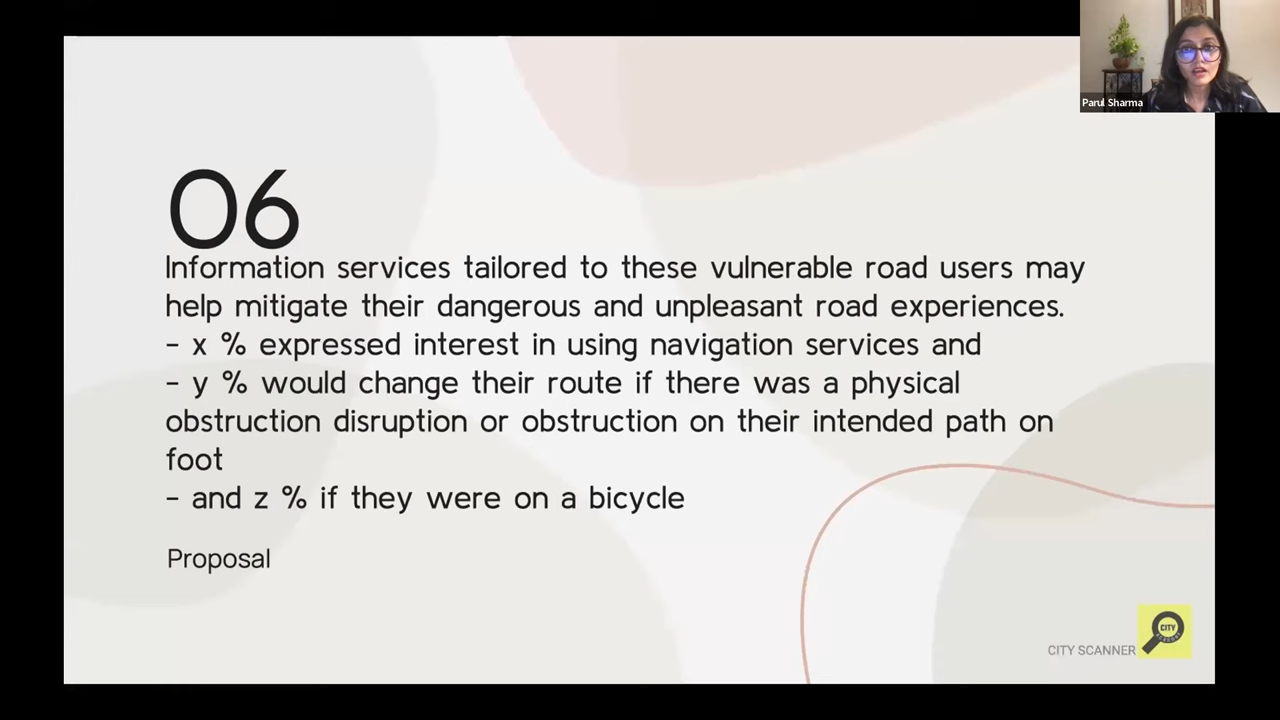 Parul Sharma
06
Information services tailored to these vulnerable road users may
help mitigate their dangerous and unpleasant road experiences.
- x % expressed interest in using navigation services and
- y % would change their route if there was a physical
obstruction disruption or obstruction on their intended path on
foot
- and z % if they were on a bicycle
Proposal
CITY SCANNER
CITY